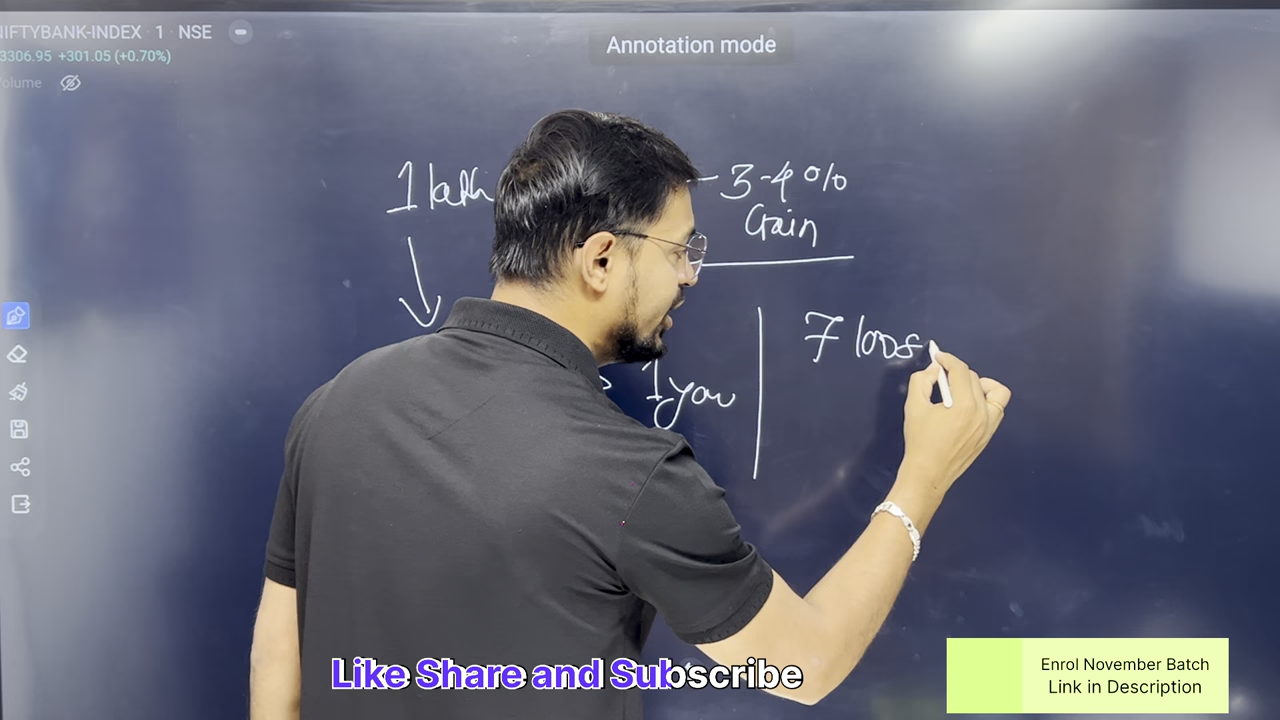 IFTYBANK-INDEX 1 NSE
3306.95 +301.05 (+0.70%)
olume
Annotation mode
1 lakh
- 3-4%
Gain
1 year
7 loss
Like Share and Subscribe
Enrol November Batch
Link in Description